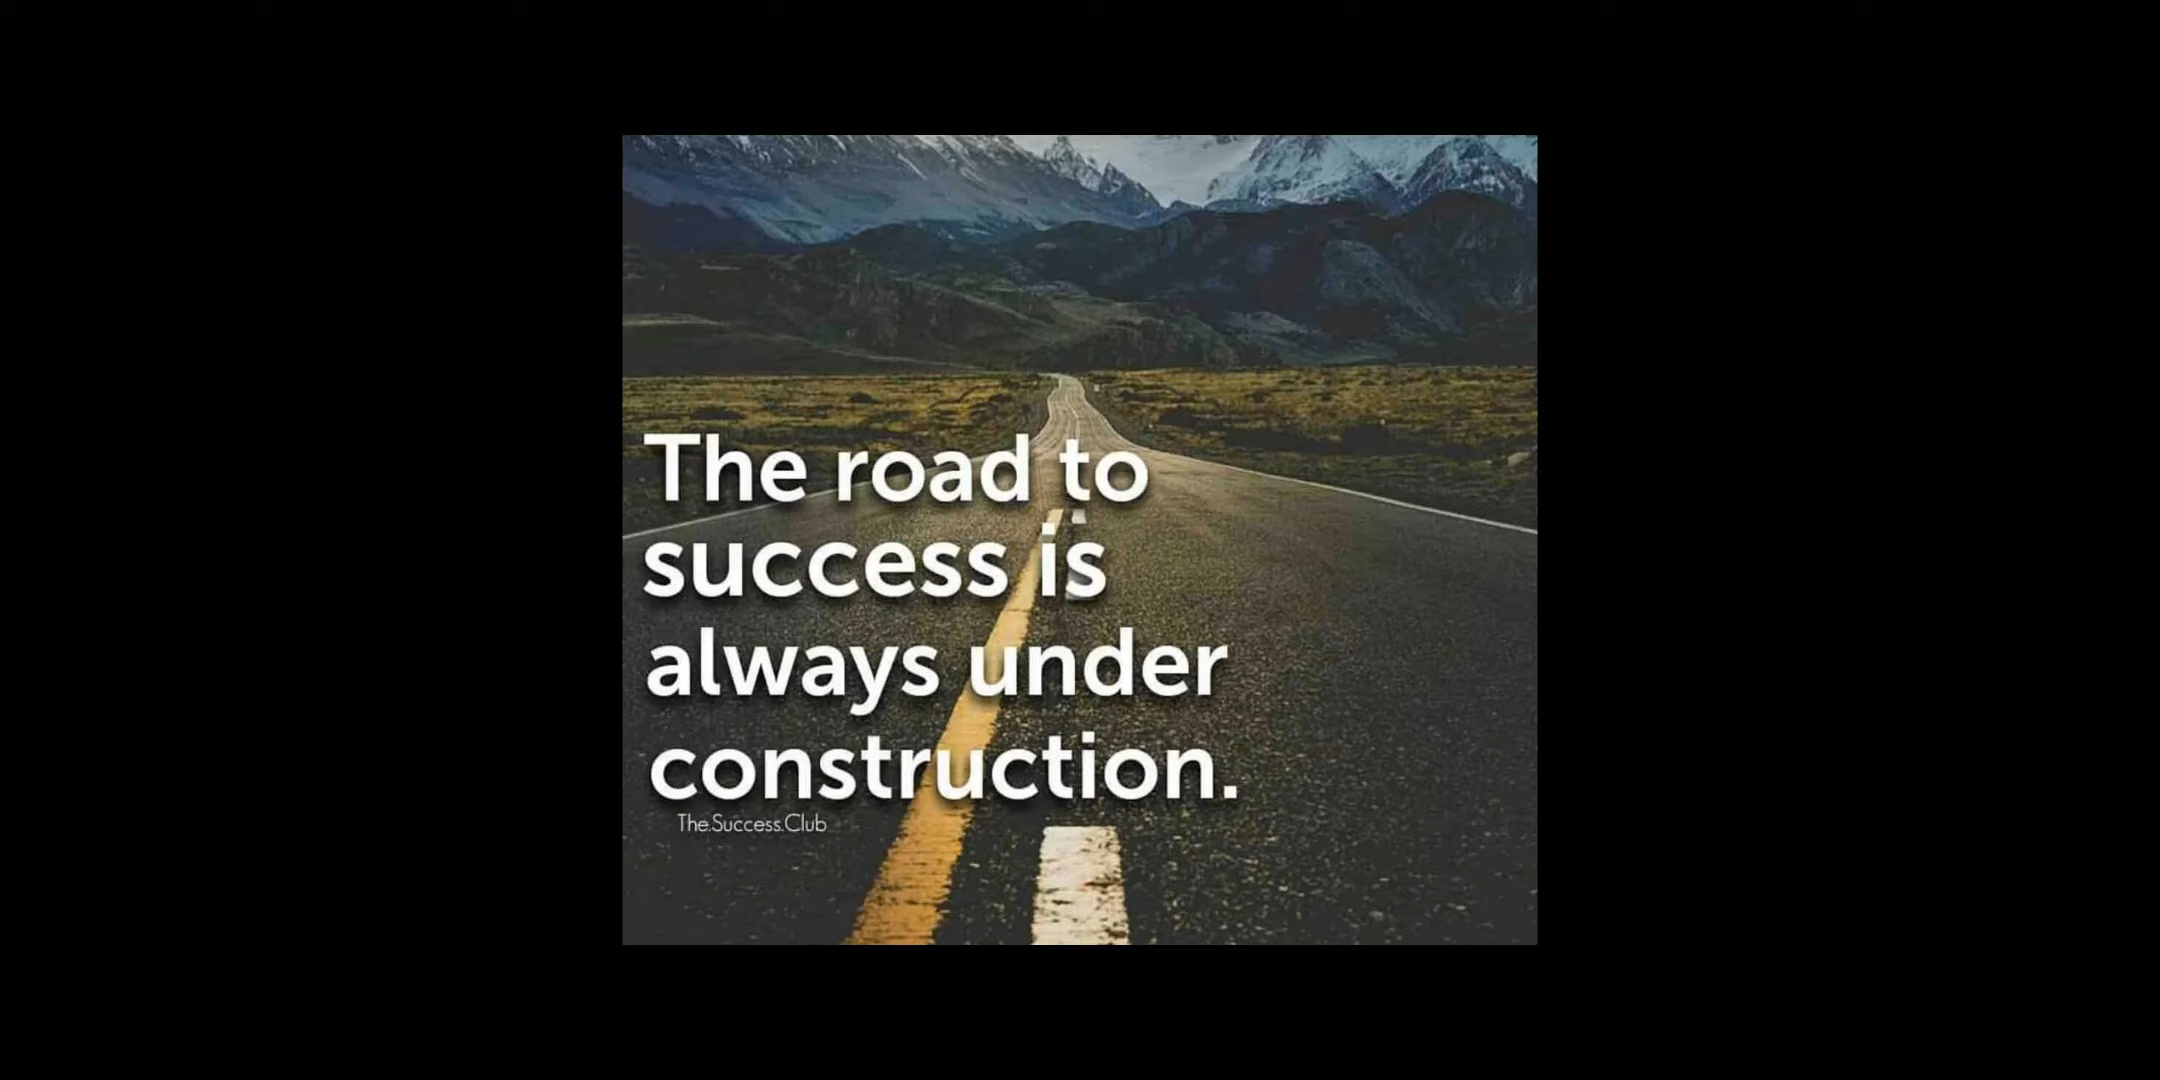 The road to
success is
always under
construction.
The.Success.Club